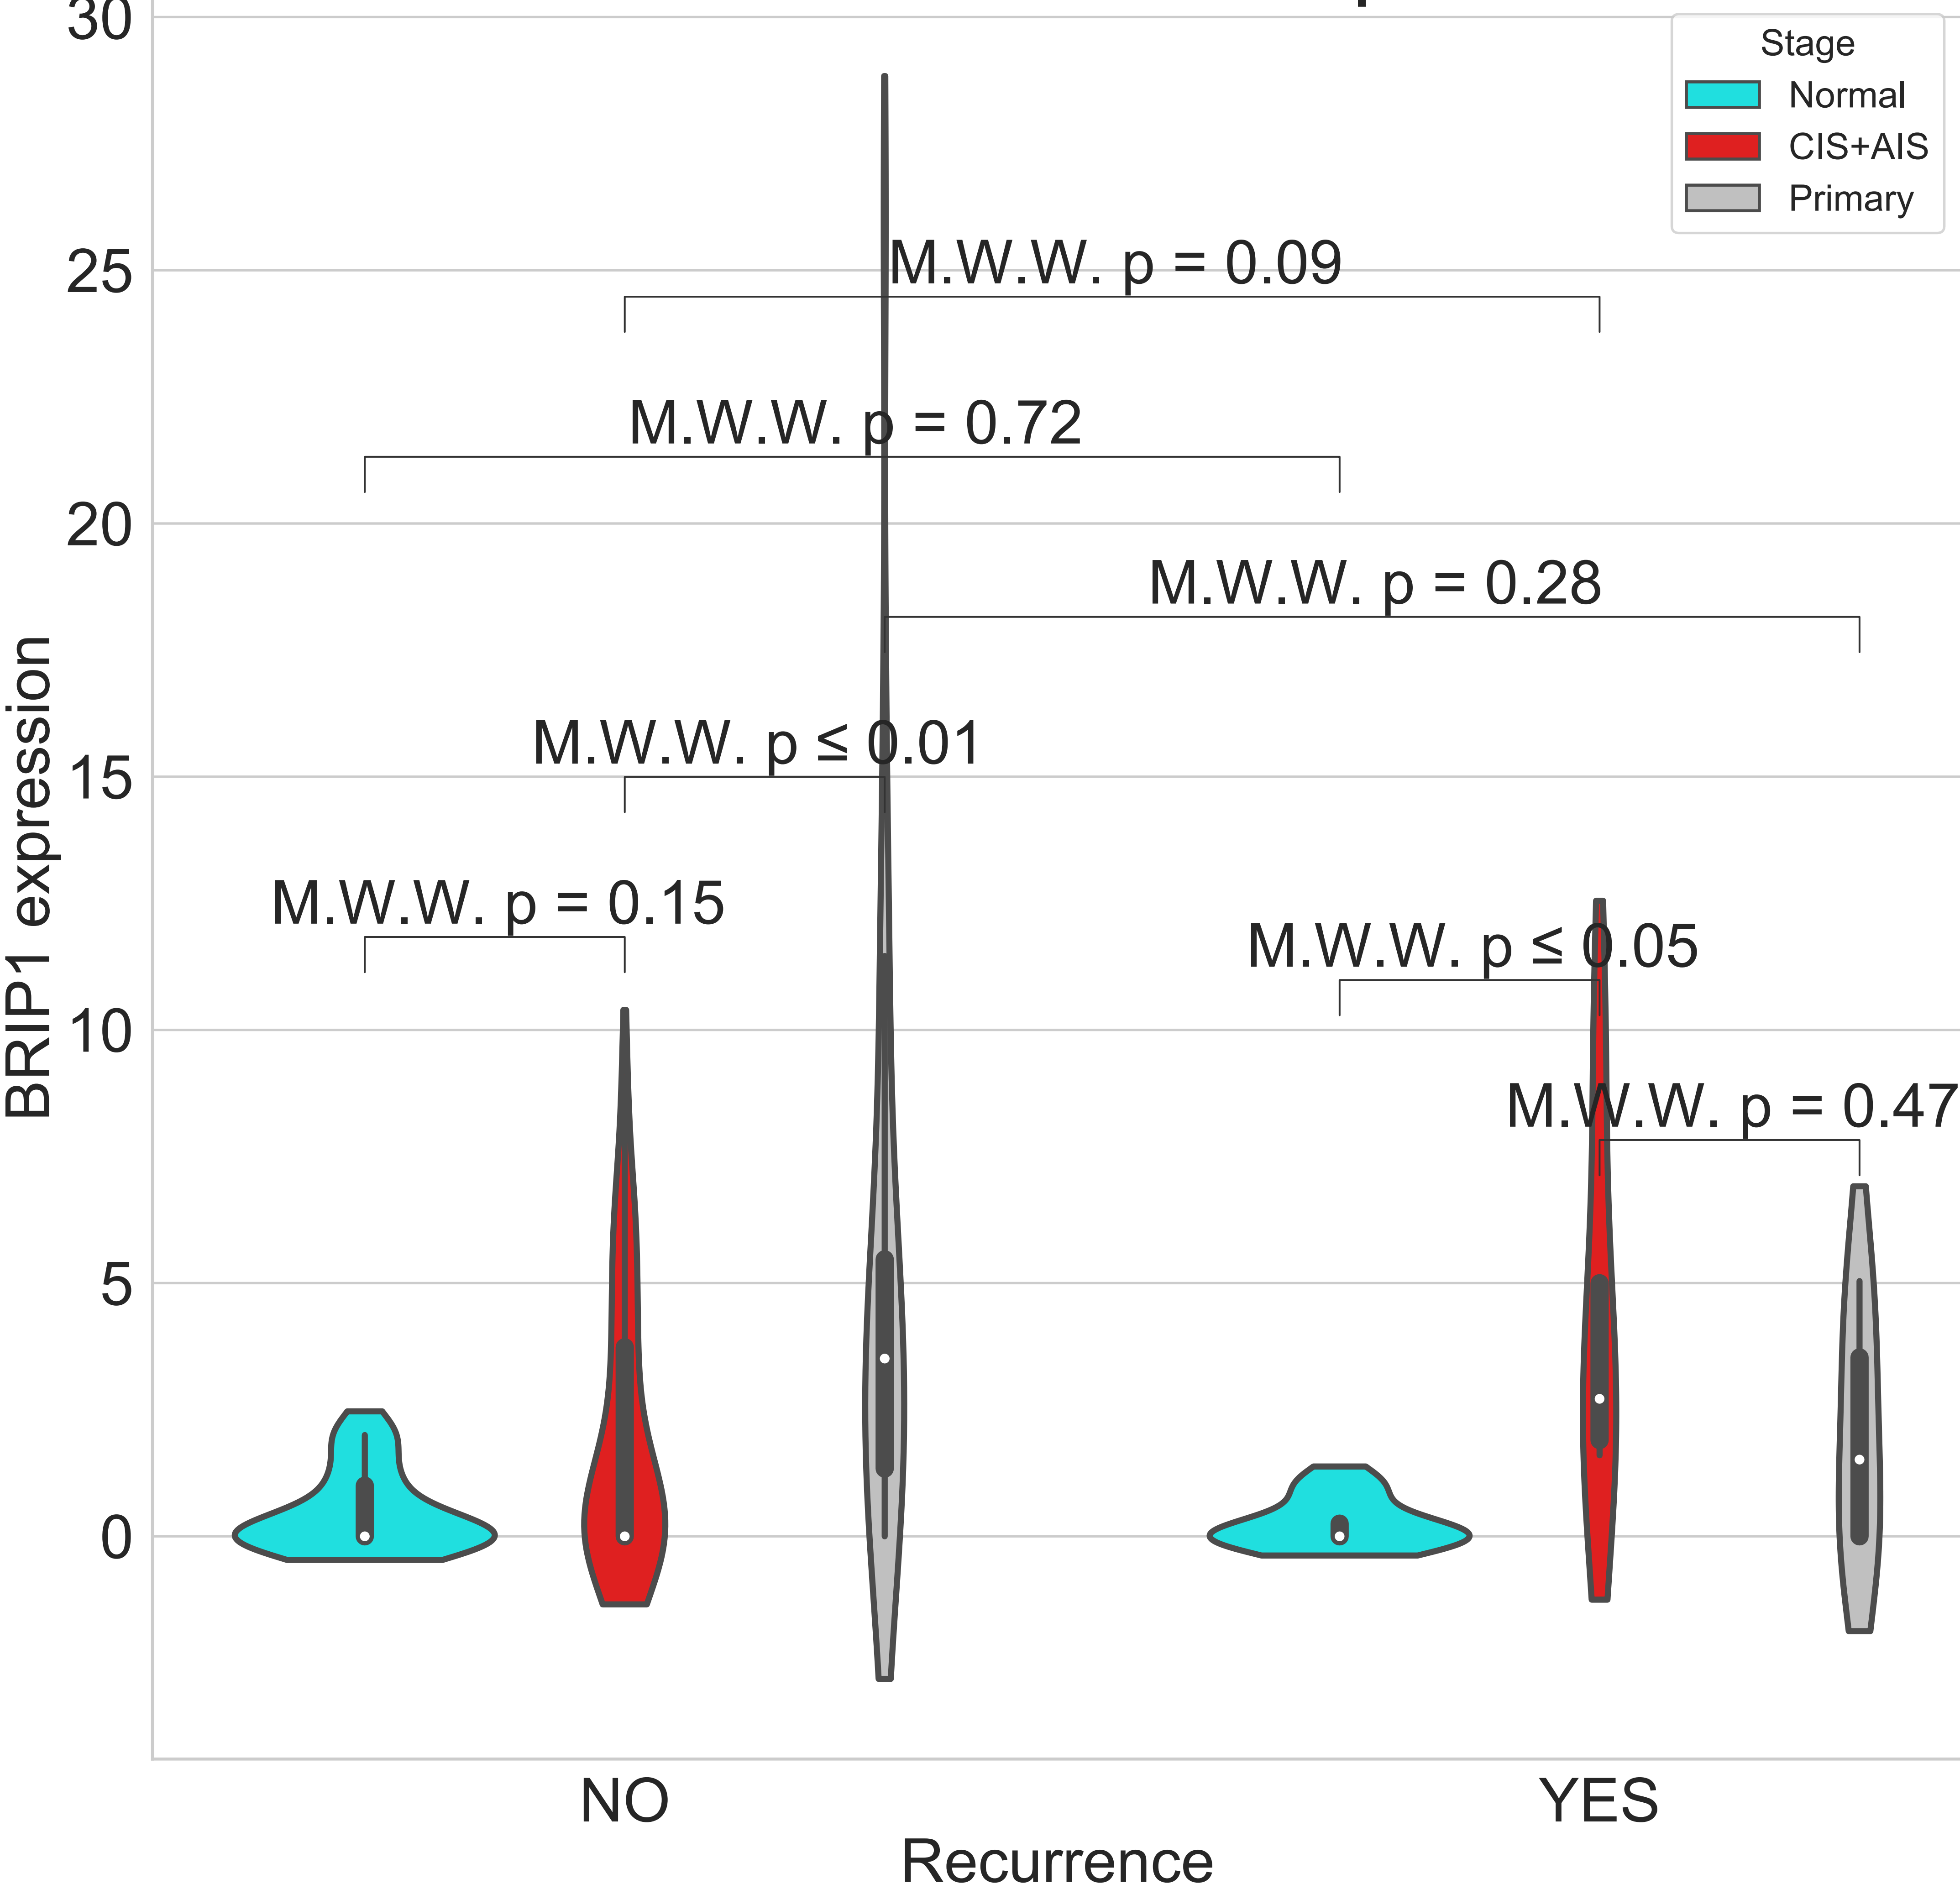 30
25
20
15
10
5
0
BRIP1 expression
Stage
Normal
CIS+AIS
Primary
M.W.W. p = 0.09
M.W.W. p = 0.72
M.W.W. p = 0.28
M.W.W. p ≤ 0.01
M.W.W. p = 0.15
M.W.W. p ≤ 0.05
M.W.W. p = 0.47
NO
YES
Recurrence